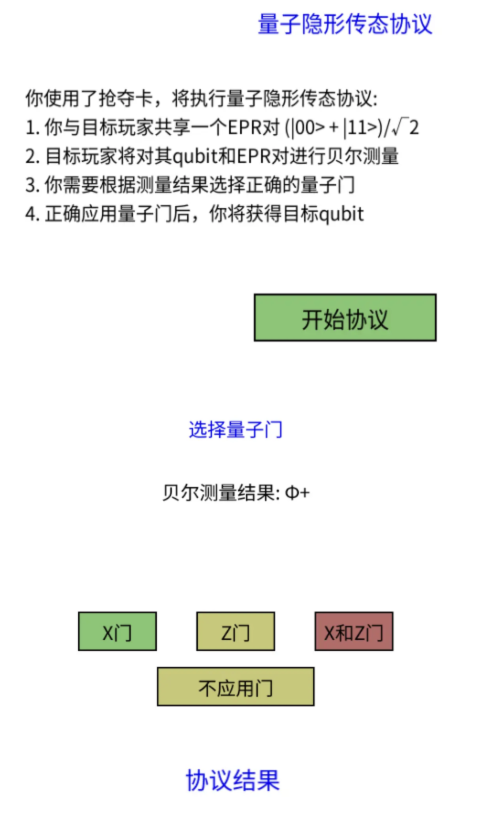 量子隐形传态协议
你使用了抢夺卡，将执行量子隐形传态协议:
1. 你与目标玩家共享一个EPR对 (|00> + |11>)/√2
2. 目标玩家将对其qubit和EPR对进行贝尔测量
3. 你需要根据测量结果选择正确的量子门
4. 正确应用量子门后，你将获得目标qubit
开始协议
选择量子门
贝尔测量结果: Φ+
X门 Z门 X和Z门
不应用门
协议结果